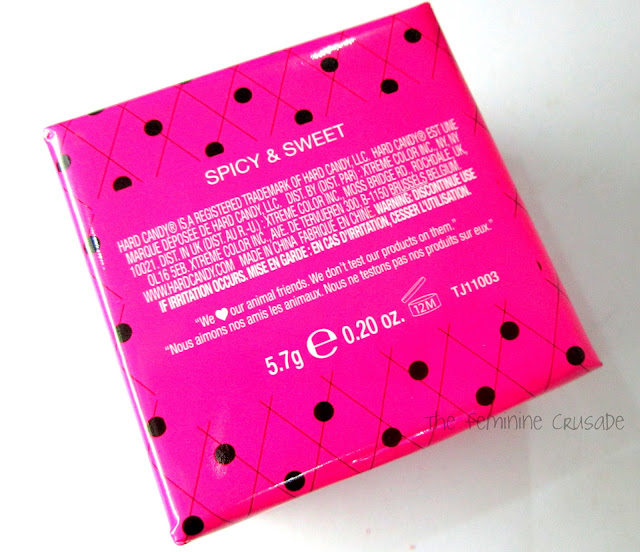 SPICY & SWEET
HARD CANDY® IS A REGISTERED TRADEMARK OF HARD CANDY, LLC. HARD CANDY® EST UNE
MARQUE DÉPOSÉE DE HARD CANDY, LLC. DIST. BY (DIST PAR): XTREME COLOR INC. NY, NY
10021 DIST. IN UK (DIST AU R.-U.): XTREME COLOR INC. MOSS BRIDGE RD., ROCHDALE, UK,
OL16 5EB. XTREME COLOR INC. AVE. DE TERVUEREN 300, B-1150 BRUSSELS BELGIUM.
WWW.HARDCANDY.COM MADE IN CHINA FABRIQUÉ EN CHINE. WARNING: DISCONTINUE USE
IF IRRITATION OCCURS. MISE EN GARDE : EN CAS D'IRRITATION, CESSER L'UTILISATION.
"We ♥ our animal friends. We don't test our products on them."
"Nous aimons nos amis les animaux. Nous ne testons pas nos produits sur eux."
5.7g ℮ 0.20 oz. 12M TJ11003
The Feminine Crusade